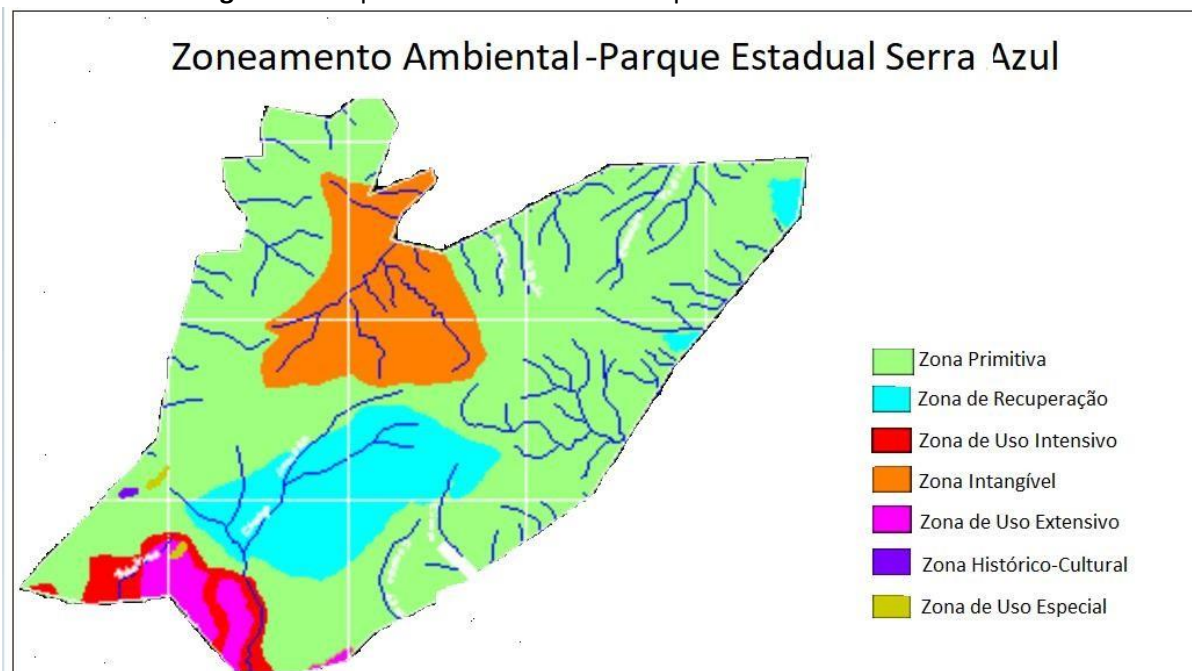 Zoneamento Ambiental-Parque Estadual Serra Azul
Zona Primitiva
Zona de Recuperação
Zona de Uso Intensivo
Zona Intangível
Zona de Uso Extensivo
Zona Histórico-Cultural
Zona de Uso Especial